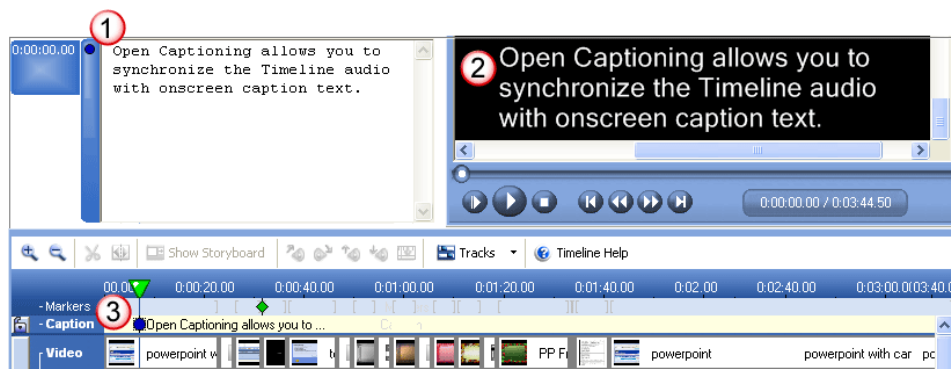 1
0:00:00.00
Open Captioning allows you to
synchronize the Timeline audio
with onscreen caption text.
2
Open Captioning allows you to
synchronize the Timeline audio
with onscreen caption text.
0:00:00.00 / 0:03:44.50
Show Storyboard Tracks Timeline Help
0:00:20.00 0:00:40.00 0:01:00.00 0:01:20.00 0:01:40.00 0:02.00 0:02:40.00 0:03:00.0
- Markers
3
- Caption Open Captioning allows you to ...
Video powerpoint powerpoint powerpoint with car